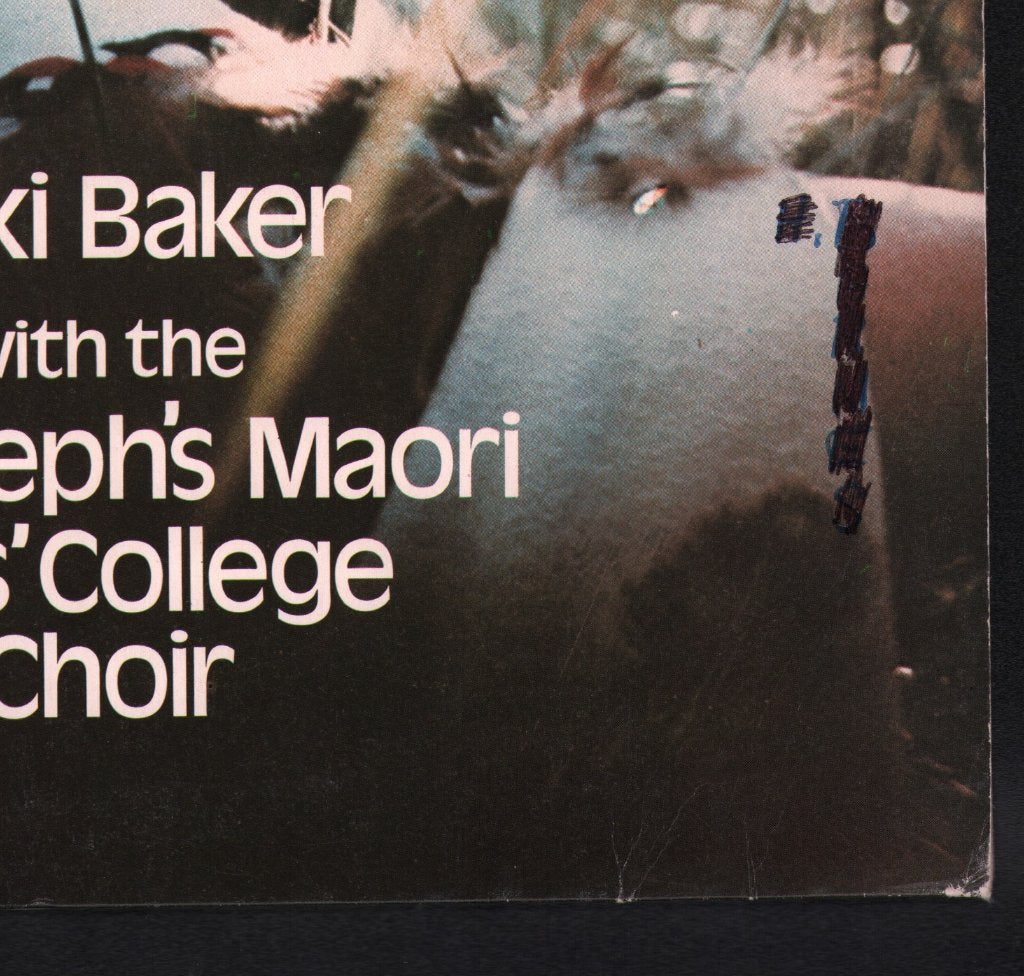 ki Baker
with the
eph's Maori
s' College
Choir